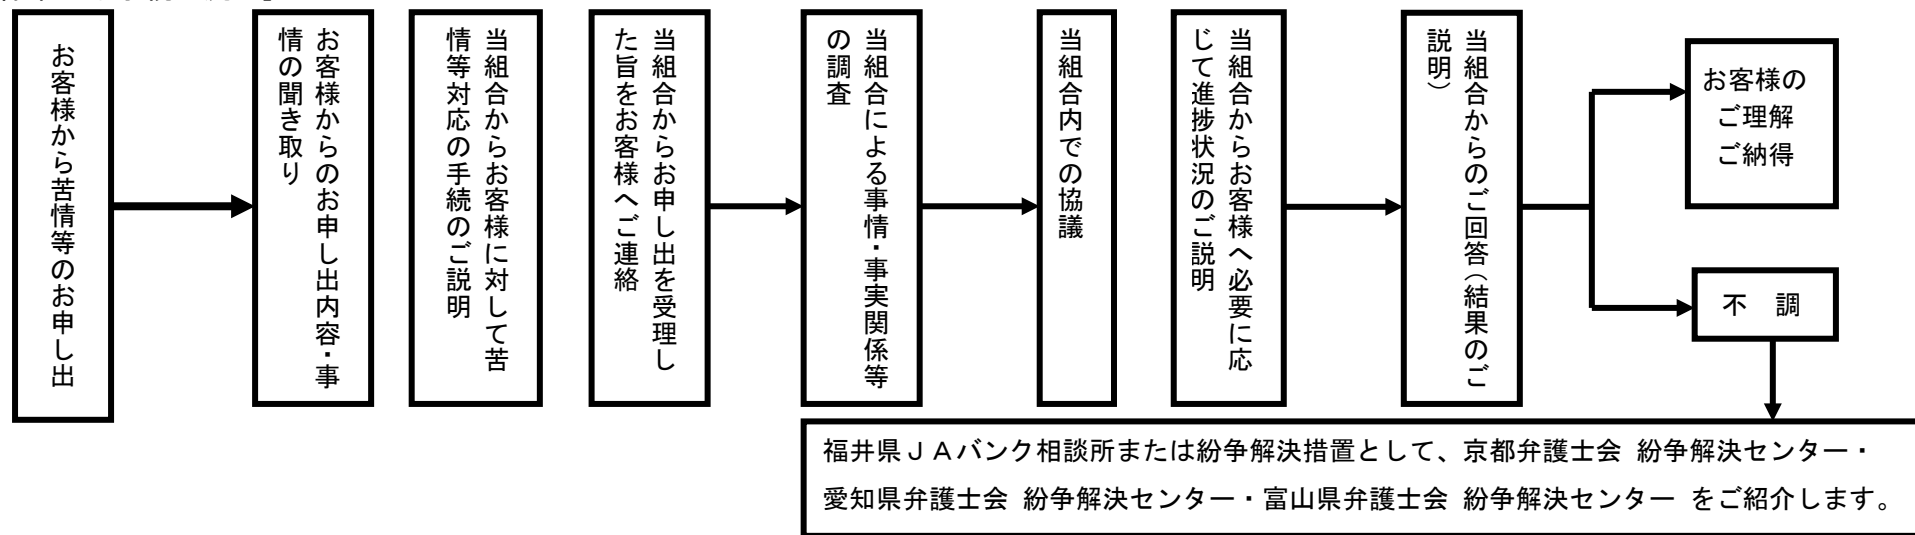 お客様から苦情等のお申し出
お客様からのお申し出内容・事
情の聞き取り
当組合からお客様に対して苦
情等対応の手続のご説明
当組合からお申し出を受理し
た旨をお客様へご連絡
当組合による事情・事実関係等
の調査
当組合内での協議
当組合からお客様へ必要に応
じて進捗状況のご説明
当組合からのご回答（結果のご
説明）
お客様の
ご理解
ご納得
不 調
福井県ＪＡバンク相談所または紛争解決措置として、京都弁護士会 紛争解決センター・
愛知県弁護士会 紛争解決センター・富山県弁護士会 紛争解決センター をご紹介します。